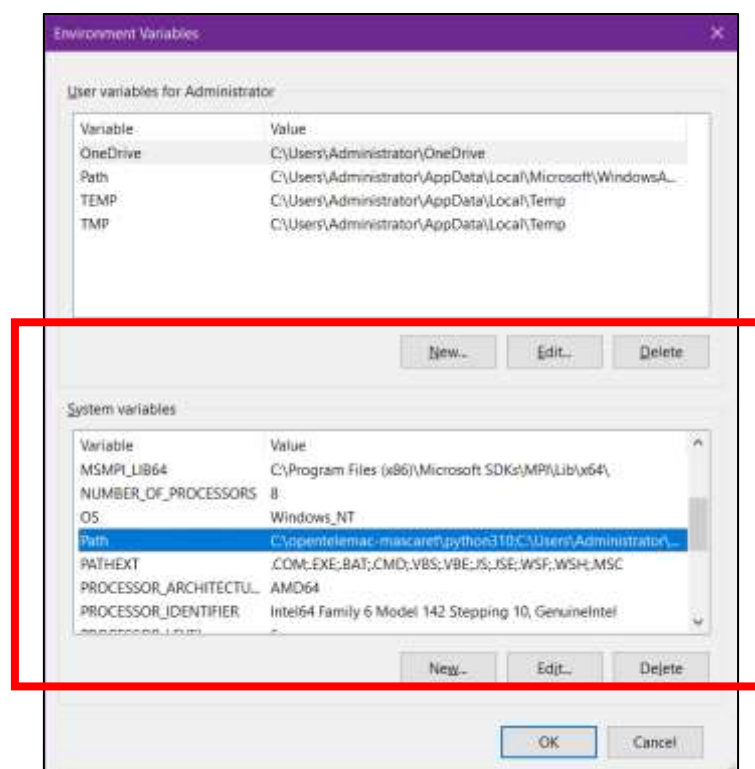 Environment Variables
User variables for Administrator
Variable Value
OneDrive C:\Users\Administrator\OneDrive
Path C:\Users\Administrator\AppData\Local\Microsoft\WindowsA...
TEMP C:\Users\Administrator\AppData\Local\Temp
TMP C:\Users\Administrator\AppData\Local\Temp
New... Edit... Delete
System variables
Variable Value
MSMPI_LIB64 C:\Program Files (x86)\Microsoft SDKs\MPI\Lib\x64\
NUMBER_OF_PROCESSORS 8
OS Windows_NT
Path C:\opentelemac-mascaret\python310;C:\Users\Administrator\...
PATHEXT .COM;.EXE;.BAT;.CMD;.VBS;.VBE;.JS;.JSE;.WSF;.WSH;.MSC
PROCESSOR_ARCHITECTU... AMD64
PROCESSOR_IDENTIFIER Intel64 Family 6 Model 142 Stepping 10, GenuineIntel
New... Edit... Delete
OK Cancel